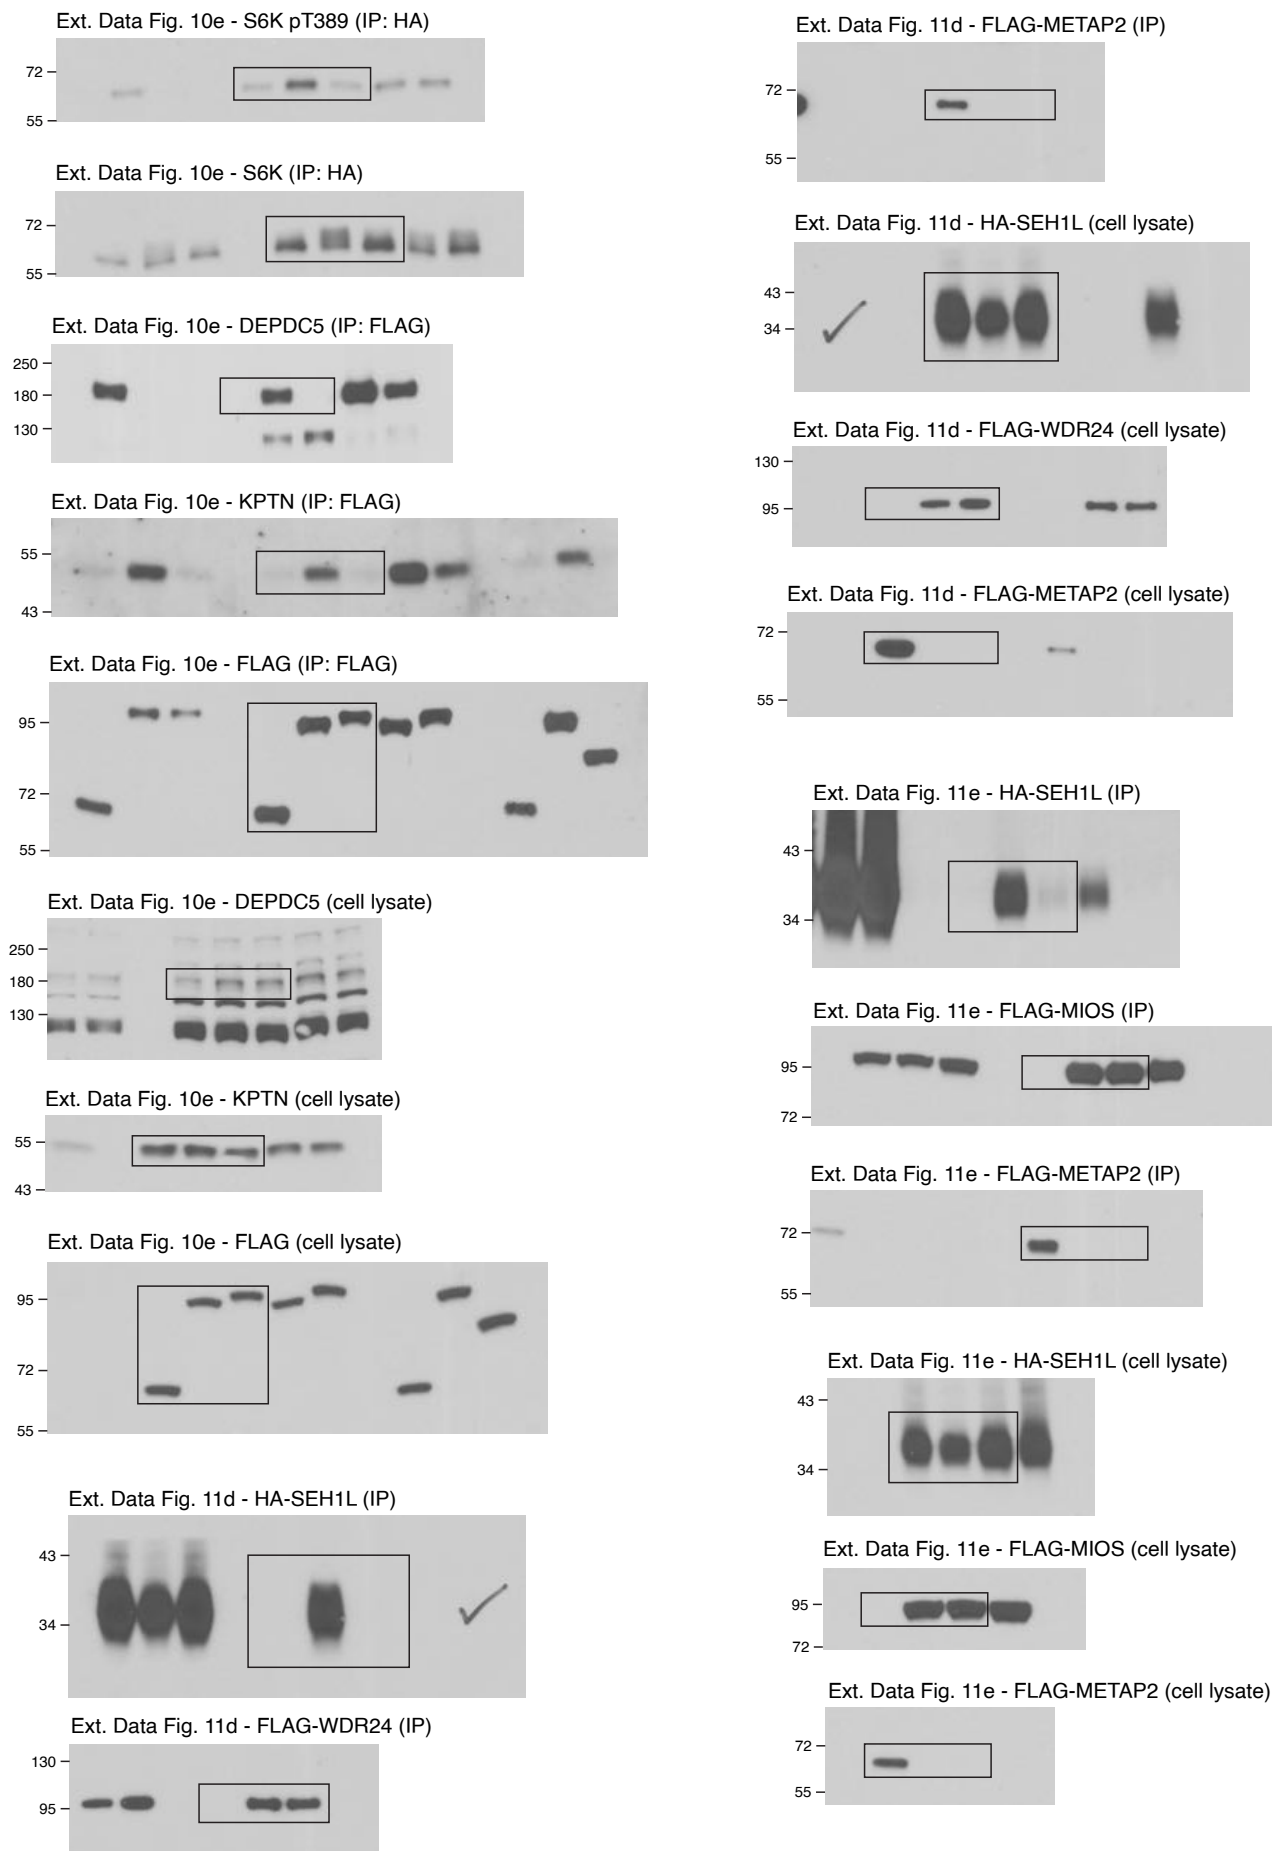 Ext. Data Fig. 10e - S6K pT389 (IP: HA)
72
55
Ext. Data Fig. 10e - S6K (IP: HA)
72
55
Ext. Data Fig. 10e - DEPDC5 (IP: FLAG)
250
180
130
Ext. Data Fig. 10e - KPTN (IP: FLAG)
55
43
Ext. Data Fig. 10e - FLAG (IP: FLAG)
95
72
55
Ext. Data Fig. 10e - DEPDC5 (cell lysate)
250
180
130
Ext. Data Fig. 10e - KPTN (cell lysate)
55
43
Ext. Data Fig. 10e - FLAG (cell lysate)
95
72
55
Ext. Data Fig. 11d - HA-SEH1L (IP)
43
34
Ext. Data Fig. 11d - FLAG-WDR24 (IP)
130
95
Ext. Data Fig. 11d - FLAG-METAP2 (IP)
72
55
Ext. Data Fig. 11d - HA-SEH1L (cell lysate)
43
34
Ext. Data Fig. 11d - FLAG-WDR24 (cell lysate)
130
95
Ext. Data Fig. 11d - FLAG-METAP2 (cell lysate)
72
55
Ext. Data Fig. 11e - HA-SEH1L (IP)
43
34
Ext. Data Fig. 11e - FLAG-MIOS (IP)
95
72
Ext. Data Fig. 11e - FLAG-METAP2 (IP)
72
55
Ext. Data Fig. 11e - HA-SEH1L (cell lysate)
43
34
Ext. Data Fig. 11e - FLAG-MIOS (cell lysate)
95
72
Ext. Data Fig. 11e - FLAG-METAP2 (cell lysate)
72
55